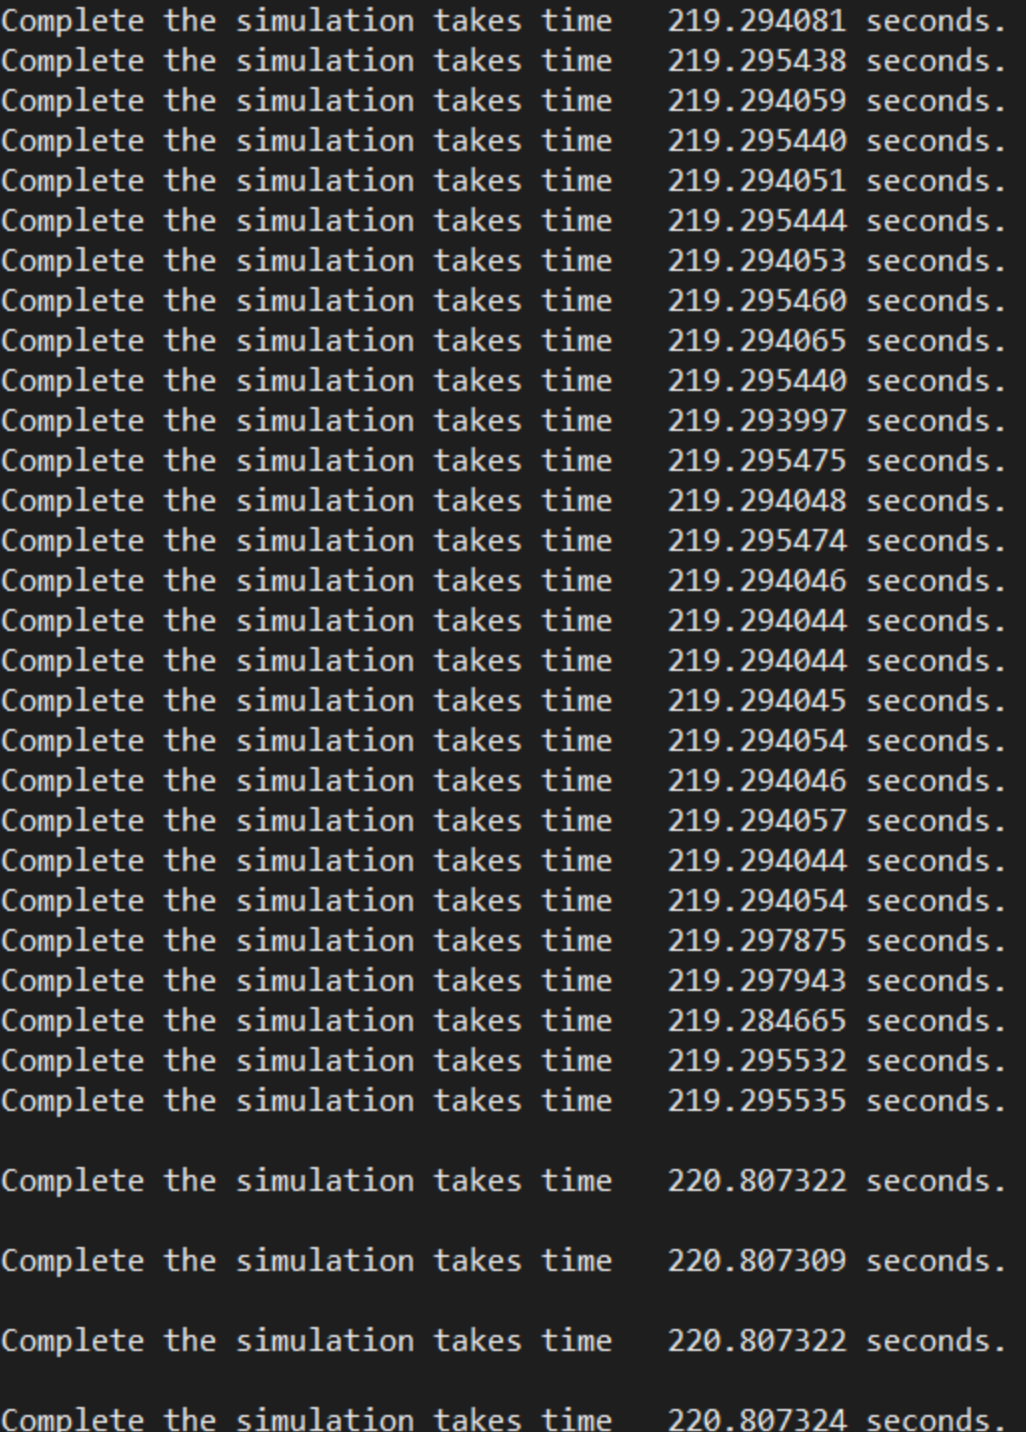 Complete the simulation takes time   219.294081 seconds.
Complete the simulation takes time   219.295438 seconds.
Complete the simulation takes time   219.294059 seconds.
Complete the simulation takes time   219.295440 seconds.
Complete the simulation takes time   219.294051 seconds.
Complete the simulation takes time   219.295444 seconds.
Complete the simulation takes time   219.294053 seconds.
Complete the simulation takes time   219.295460 seconds.
Complete the simulation takes time   219.294065 seconds.
Complete the simulation takes time   219.295440 seconds.
Complete the simulation takes time   219.293997 seconds.
Complete the simulation takes time   219.295475 seconds.
Complete the simulation takes time   219.294048 seconds.
Complete the simulation takes time   219.295474 seconds.
Complete the simulation takes time   219.294046 seconds.
Complete the simulation takes time   219.294044 seconds.
Complete the simulation takes time   219.294044 seconds.
Complete the simulation takes time   219.294045 seconds.
Complete the simulation takes time   219.294054 seconds.
Complete the simulation takes time   219.294046 seconds.
Complete the simulation takes time   219.294057 seconds.
Complete the simulation takes time   219.294044 seconds.
Complete the simulation takes time   219.294054 seconds.
Complete the simulation takes time   219.297875 seconds.
Complete the simulation takes time   219.297943 seconds.
Complete the simulation takes time   219.284665 seconds.
Complete the simulation takes time   219.295532 seconds.
Complete the simulation takes time   219.295535 seconds.
Complete the simulation takes time   220.807322 seconds.
Complete the simulation takes time   220.807309 seconds.
Complete the simulation takes time   220.807322 seconds.
Complete the simulation takes time   220.807324 seconds.